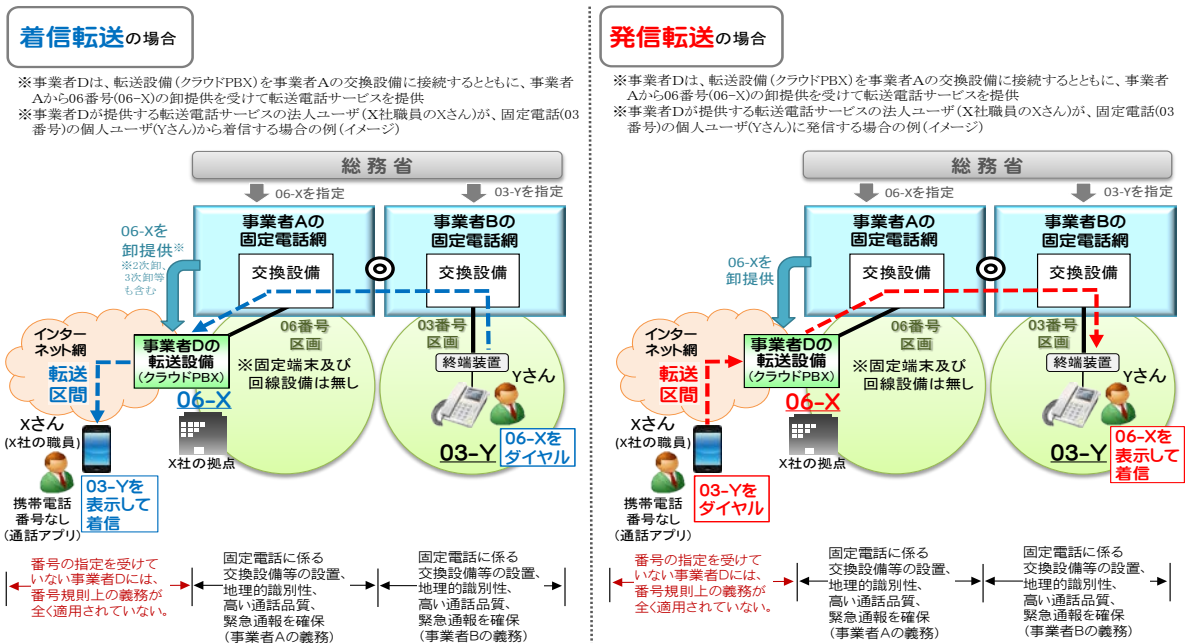 着信転送の場合
※事業者Dは、転送設備(クラウドPBX)を事業者Aの交換設備に接続するとともに、事業者
Aから06番号(06-X)の卸提供を受けて転送電話サービスを提供
※事業者Dが提供する転送電話サービスの法人ユーザ(X社職員のXさん)が、固定電話(03
番号)の個人ユーザ(Yさん)から着信する場合の例(イメージ)
総務省
06-Xを指定
03-Yを指定
事業者Aの
固定電話網
事業者Bの
固定電話網
06-Xを
卸提供※
※2次卸、
3次卸等
も含む
交換設備
交換設備
インター
ネット網
転送
区間
事業者Dの
転送設備
(クラウドPBX)
06番号
区画
※固定端末及び
回線設備は無し
03番号
区画
終端装置
Yさん
06-X
X社の拠点
03-Y
06-Xを
ダイヤル
Xさん
(X社の職員)
03-Yを
表示して
着信
携帯電話
番号なし
(通話アプリ)
番号の指定を受けて
いない事業者Dには、
番号規則上の義務が
全く適用されていない。
固定電話に係る
交換設備等の設置、
地理的識別性、
高い通話品質、
緊急通報を確保
(事業者Aの義務)
固定電話に係る
交換設備等の設置、
地理的識別性、
高い通話品質、
緊急通報を確保
(事業者Bの義務)
発信転送の場合
※事業者Dは、転送設備(クラウドPBX)を事業者Aの交換設備に接続するとともに、事業者
Aから06番号(06-X)の卸提供を受けて転送電話サービスを提供
※事業者Dが提供する転送電話サービスの法人ユーザ(X社職員のXさん)が、固定電話(03
番号)の個人ユーザ(Yさん)に発信する場合の例(イメージ)
総務省
06-Xを指定
03-Yを指定
事業者Aの
固定電話網
事業者Bの
固定電話網
06-Xを
卸提供
交換設備
交換設備
インター
ネット網
転送
区間
事業者Dの
転送設備
(クラウドPBX)
06番号
区画
※固定端末及び
回線設備は無し
03番号
区画
終端装置
Yさん
06-X
X社の拠点
03-Y
06-Xを
表示して
着信
Xさん
(X社の職員)
03-Yを
ダイヤル
携帯電話
番号なし
(通話アプリ)
番号の指定を受けて
いない事業者Dには、
番号規則上の義務が
全く適用されていない。
固定電話に係る
交換設備等の設置、
地理的識別性、
高い通話品質、
緊急通報を確保
(事業者Aの義務)
固定電話に係る
交換設備等の設置、
地理的識別性、
高い通話品質、
緊急通報を確保
(事業者Bの義務)